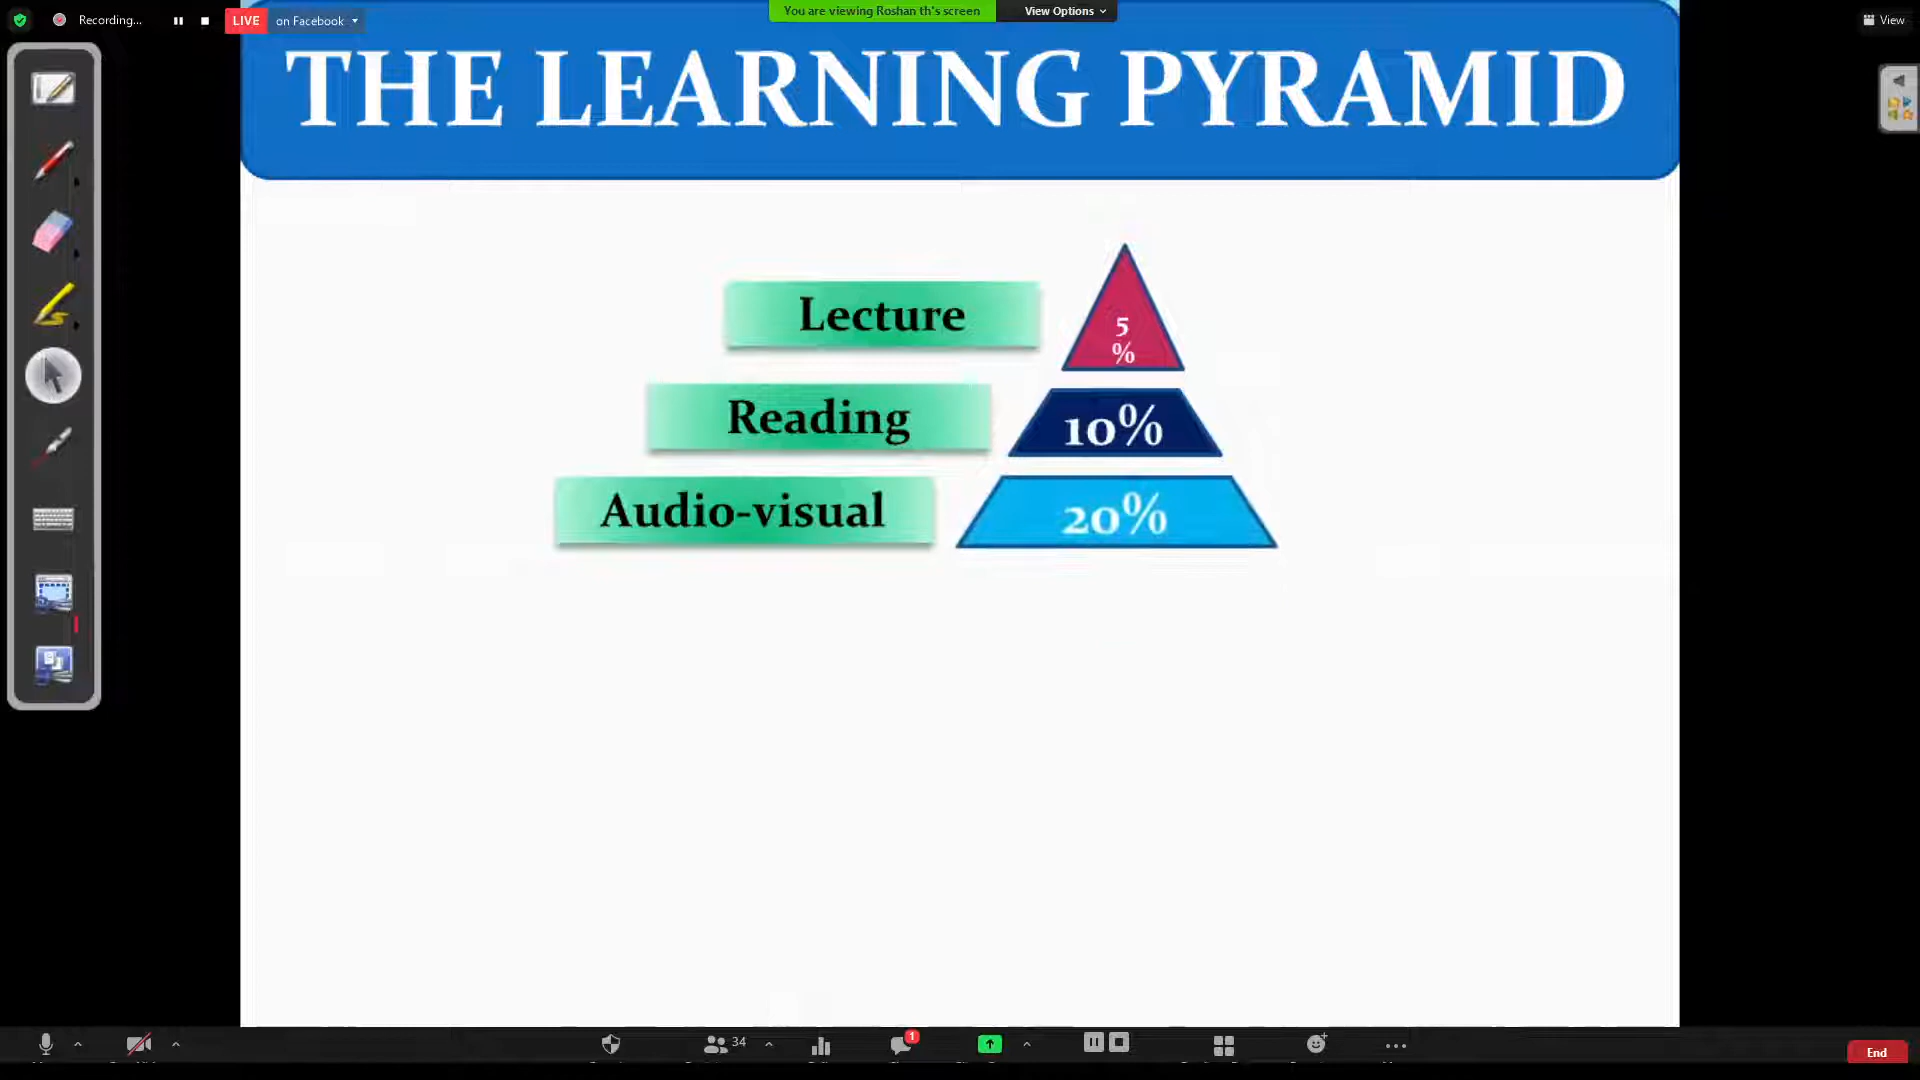 Recording...
LIVE on Facebook
You are viewing Roshan th's screen
View Options
View
THE LEARNING PYRAMID
Lecture
5
%
Reading
10%
Audio-visual
20%
34
1
End